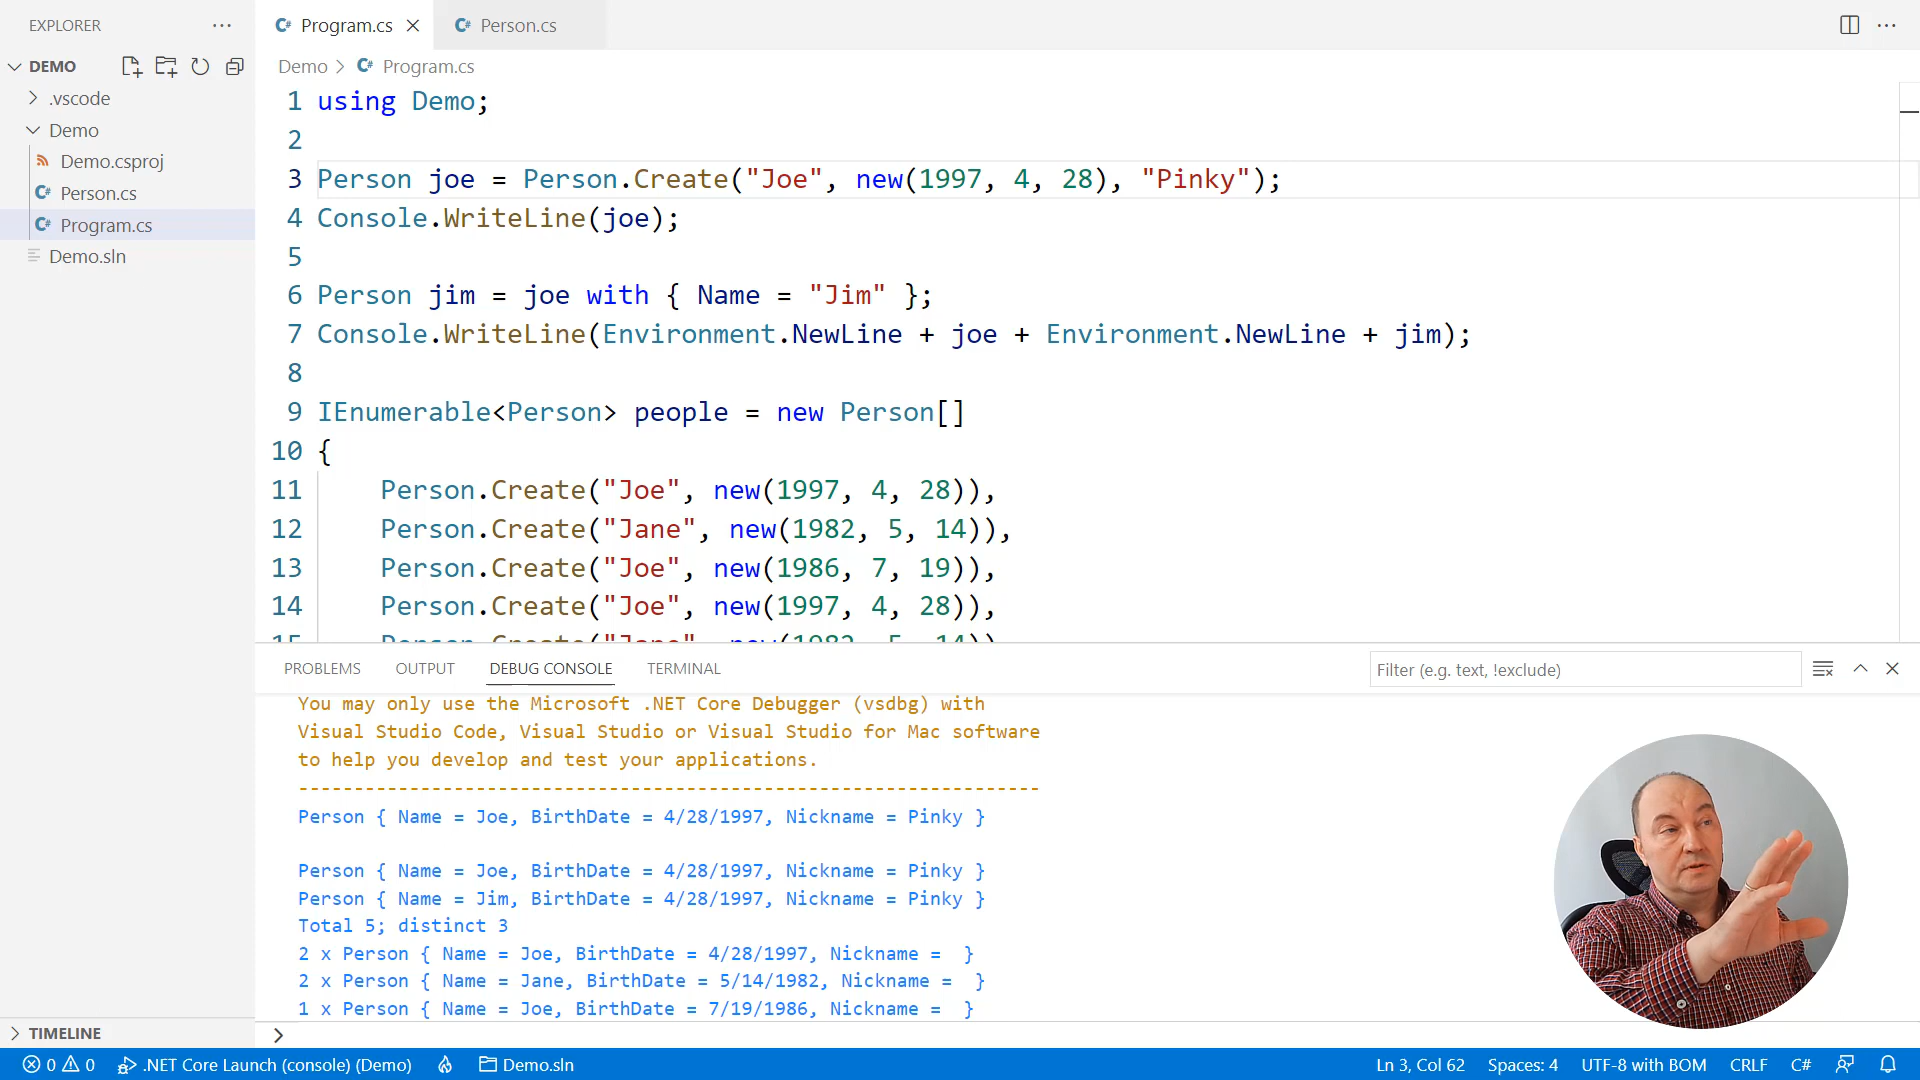 EXPLORER
DEMO
.vscode
Demo
Demo.csproj
Person.cs
Program.cs
Demo.sln
TIMELINE
Program.cs
Person.cs
Demo > Program.cs
1 using Demo;
2
3 Person joe = Person.Create("Joe", new(1997, 4, 28), "Pinky");
4 Console.WriteLine(joe);
5
6 Person jim = joe with { Name = "Jim" };
7 Console.WriteLine(Environment.NewLine + joe + Environment.NewLine + jim);
8
9 IEnumerable<Person> people = new Person[]
10 {
11 Person.Create("Joe", new(1997, 4, 28)),
12 Person.Create("Jane", new(1982, 5, 14)),
13 Person.Create("Joe", new(1986, 7, 19)),
14 Person.Create("Joe", new(1997, 4, 28)),
15 Person.Create("Jane", new(1982, 5, 14))
PROBLEMS OUTPUT DEBUG CONSOLE TERMINAL
Filter (e.g. text, !exclude)
You may only use the Microsoft .NET Core Debugger (vsdbg) with
Visual Studio Code, Visual Studio or Visual Studio for Mac software
to help you develop and test your applications.
-------------------------------------------------------------------
Person { Name = Joe, BirthDate = 4/28/1997, Nickname = Pinky }
Person { Name = Joe, BirthDate = 4/28/1997, Nickname = Pinky }
Person { Name = Jim, BirthDate = 4/28/1997, Nickname = Pinky }
Total 5; distinct 3
2 x Person { Name = Joe, BirthDate = 4/28/1997, Nickname =  }
2 x Person { Name = Jane, BirthDate = 5/14/1982, Nickname =  }
1 x Person { Name = Joe, BirthDate = 7/19/1986, Nickname =  }
>
0 0 .NET Core Launch (console) (Demo) Demo.sln Ln 3, Col 62 Spaces: 4 UTF-8 with BOM CRLF C#